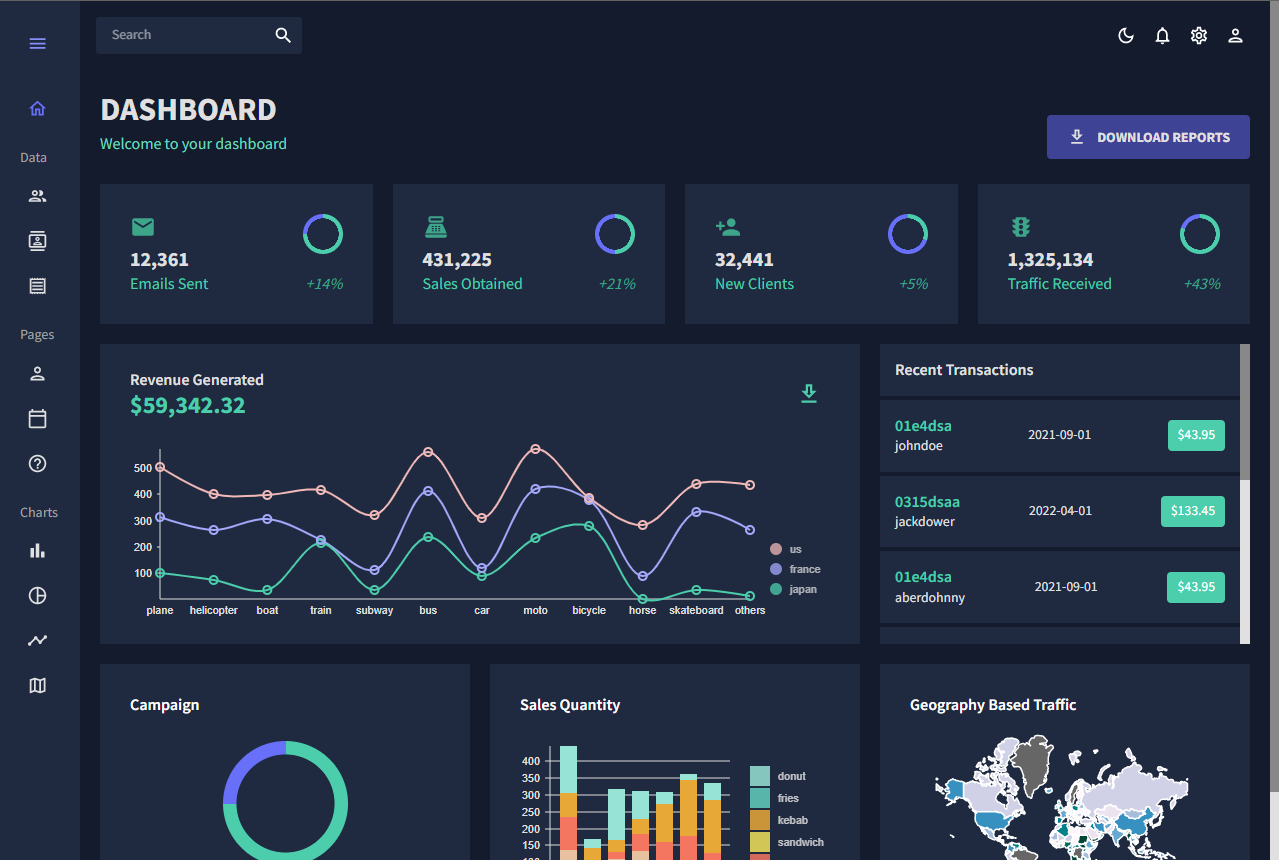 Search
DASHBOARD
Welcome to your dashboard
DOWNLOAD REPORTS
Data
Pages
Charts
12,361
Emails Sent
+14%
431,225
Sales Obtained
+21%
32,441
New Clients
+5%
1,325,134
Traffic Received
+43%
Revenue Generated
$59,342.32
500
400
300
200
100
plane helicopter boat train subway bus car moto bicycle horse skateboard others
us
france
japan
Recent Transactions
01e4dsa
johndoe
2021-09-01
$43.95
0315dsaa
jackdower
2022-04-01
$133.45
01e4dsa
aberdohnny
2021-09-01
$43.95
Campaign
Sales Quantity
400
350
300
250
200
150
100
donut
fries
kebab
sandwich
Geography Based Traffic